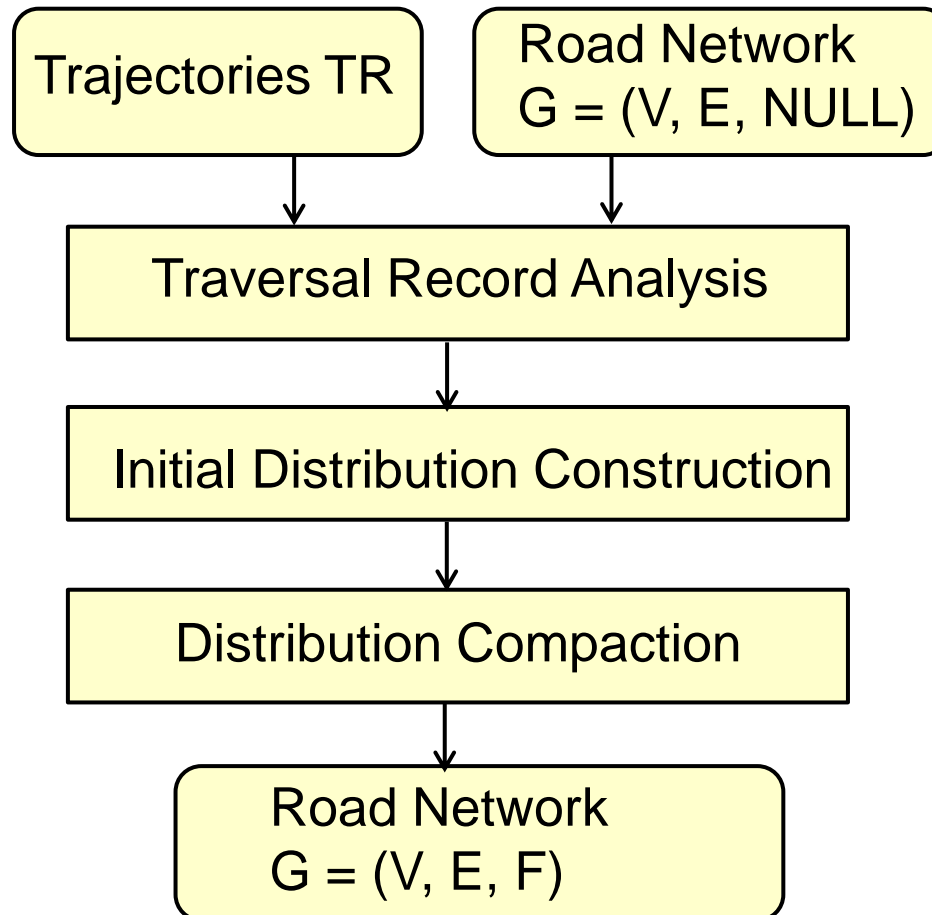 Trajectories TR
Road Network
G = (V, E, NULL)
Traversal Record Analysis
Initial Distribution Construction
Distribution Compaction
Road Network
G = (V, E, F)